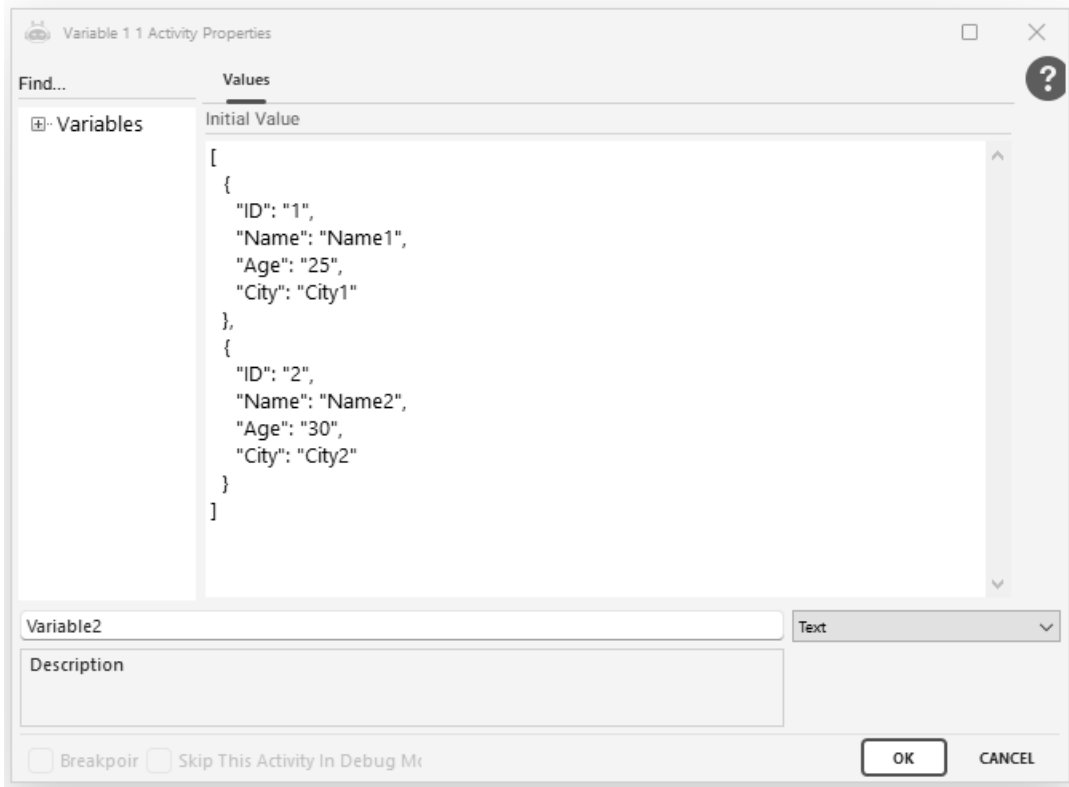 Variable 1 1 Activity Properties
Find...
Values
?
Variables
Initial Value
[
{
"ID": "1",
"Name": "Name1",
"Age": "25",
"City": "City1"
},
{
"ID": "2",
"Name": "Name2",
"Age": "30",
"City": "City2"
}
]
Variable2
Text
Description
Breakpoir
Skip This Activity In Debug Mo
OK
CANCEL